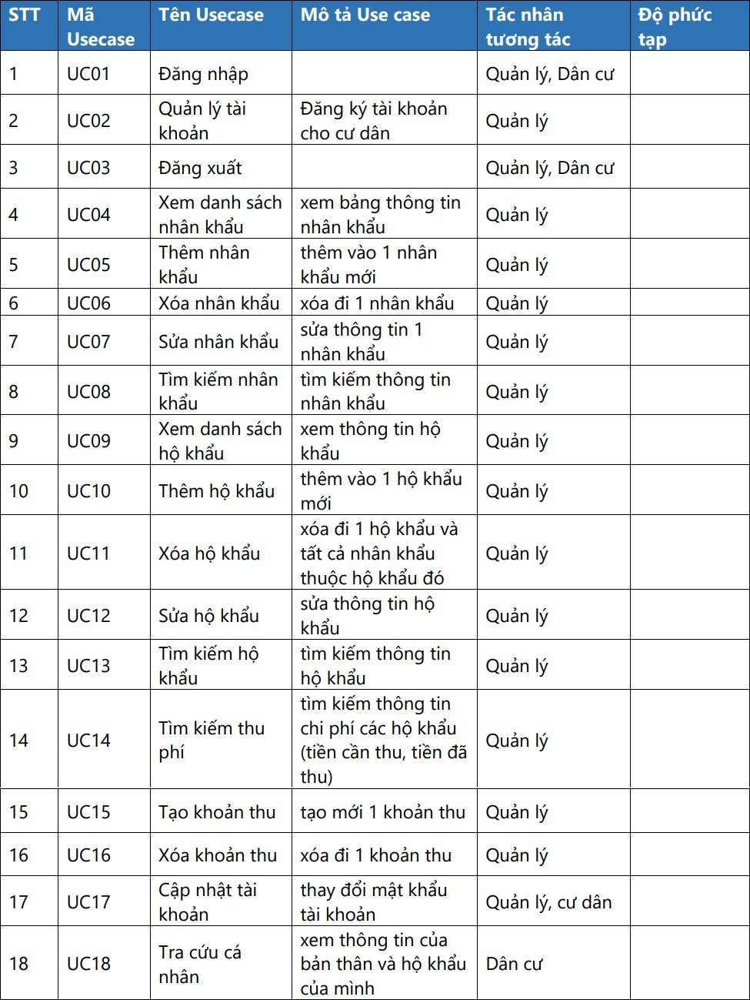 STT Mã Usecase Tên Usecase Mô tả Use case Tác nhân tương tác Độ phức tạp
1 UC01 Đăng nhập Quản lý, Dân cư
2 UC02 Quản lý tài khoản Đăng ký tài khoản cho cư dân Quản lý
3 UC03 Đăng xuất Quản lý, Dân cư
4 UC04 Xem danh sách nhân khẩu xem bảng thông tin nhân khẩu Quản lý
5 UC05 Thêm nhân khẩu thêm vào 1 nhân khẩu mới Quản lý
6 UC06 Xóa nhân khẩu xóa đi 1 nhân khẩu Quản lý
7 UC07 Sửa nhân khẩu sửa thông tin 1 nhân khẩu Quản lý
8 UC08 Tìm kiếm nhân khẩu tìm kiếm thông tin nhân khẩu Quản lý
9 UC09 Xem danh sách hộ khẩu xem thông tin hộ khẩu Quản lý
10 UC10 Thêm hộ khẩu thêm vào 1 hộ khẩu mới Quản lý
11 UC11 Xóa hộ khẩu xóa đi 1 hộ khẩu và tất cả nhân khẩu thuộc hộ khẩu đó Quản lý
12 UC12 Sửa hộ khẩu sửa thông tin hộ khẩu Quản lý
13 UC13 Tìm kiếm hộ khẩu tìm kiếm thông tin hộ khẩu Quản lý
14 UC14 Tìm kiếm thu phí tìm kiếm thông tin chi phí các hộ khẩu (tiền cần thu, tiền đã thu) Quản lý
15 UC15 Tạo khoản thu tạo mới 1 khoản thu Quản lý
16 UC16 Xóa khoản thu xóa đi 1 khoản thu Quản lý
17 UC17 Cập nhật tài khoản thay đổi mật khẩu tài khoản Quản lý, cư dân
18 UC18 Tra cứu cá nhân xem thông tin của bản thân và hộ khẩu của mình Dân cư